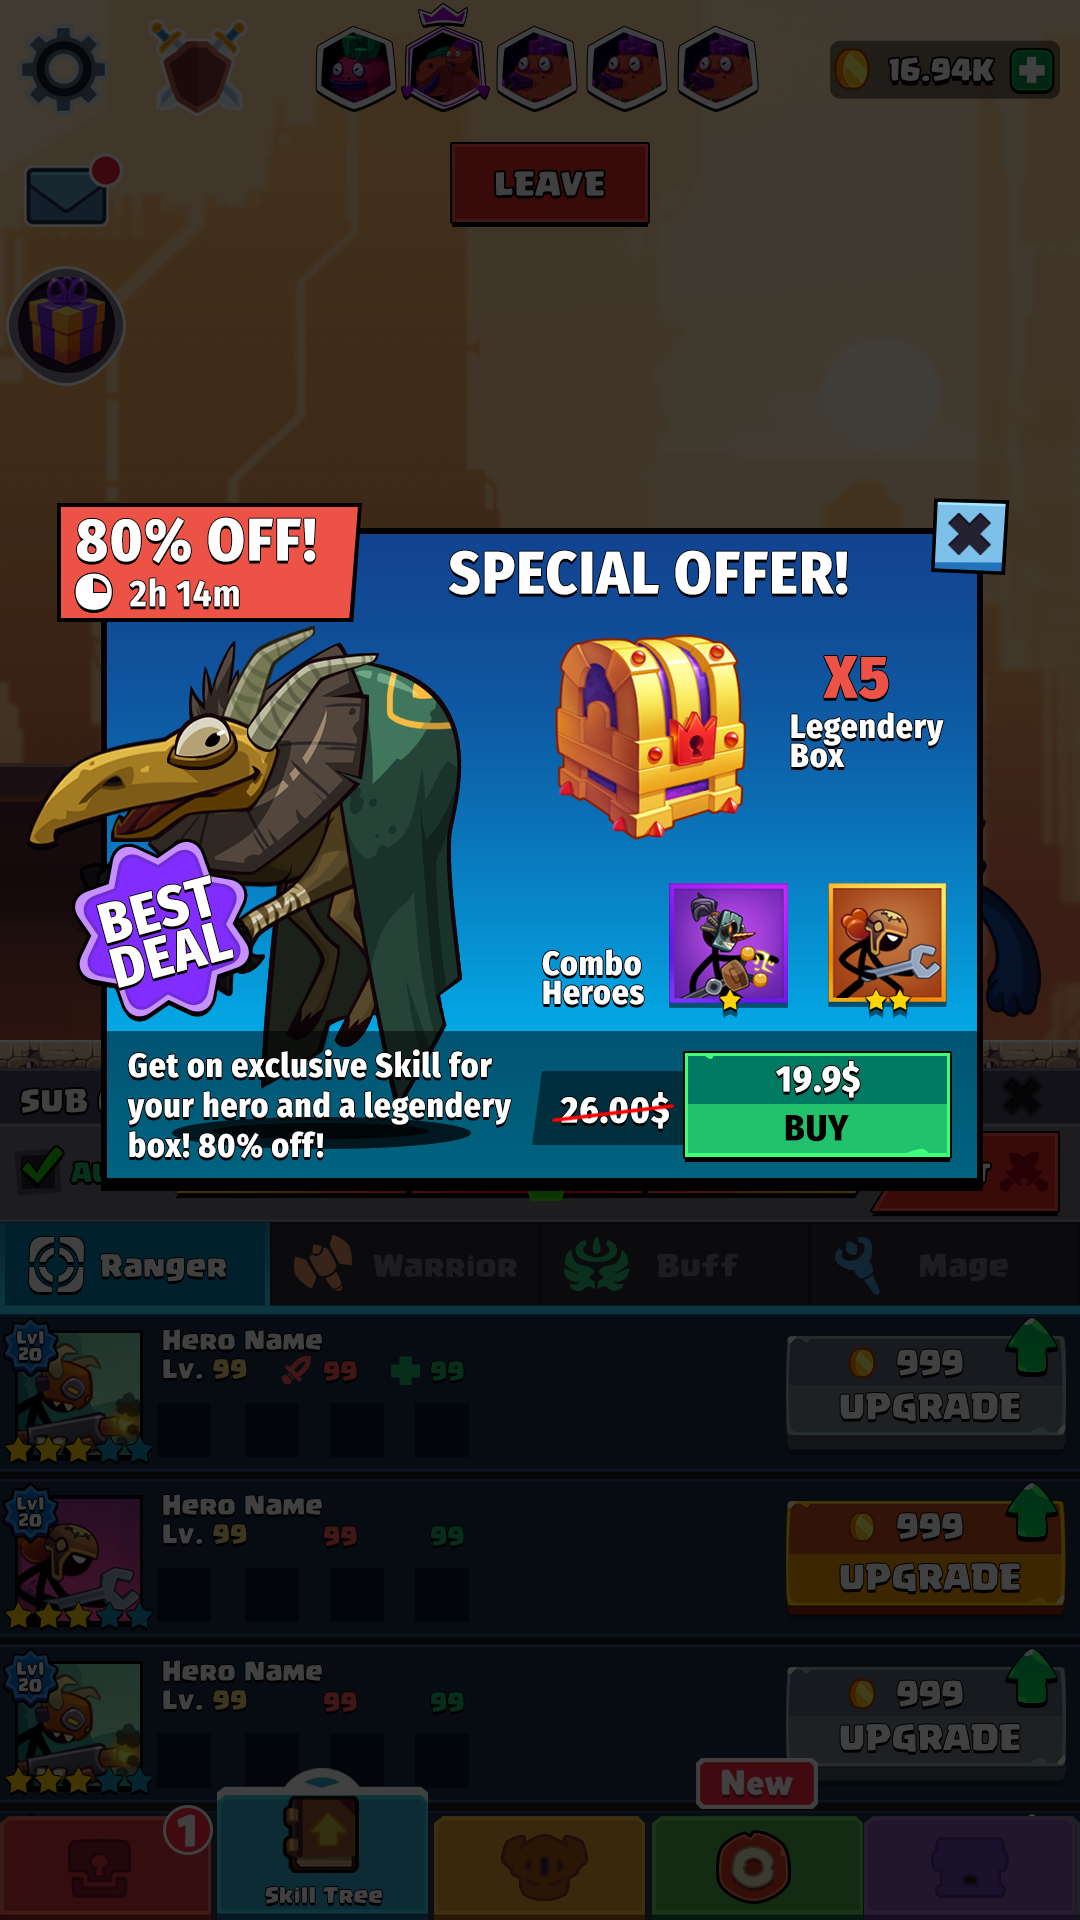 16.94K
LEAVE
80% OFF!
2h 14m
SPECIAL OFFER!
X5
Legendery
Box
BEST
DEAL
Combo
Heroes
Get on exclusive Skill for
your hero and a legendery
box! 80% off!
26.00$
19.9$
BUY
SUB
Ranger
Warrior
Buff
Mage
Lvl
20
Hero Name
Lv. 99 99 99
999
UPGRADE
Lvl
20
Hero Name
Lv. 99 99 99
999
UPGRADE
Lvl
20
Hero Name
Lv. 99 99 99
999
UPGRADE
New
1
Skill Tree